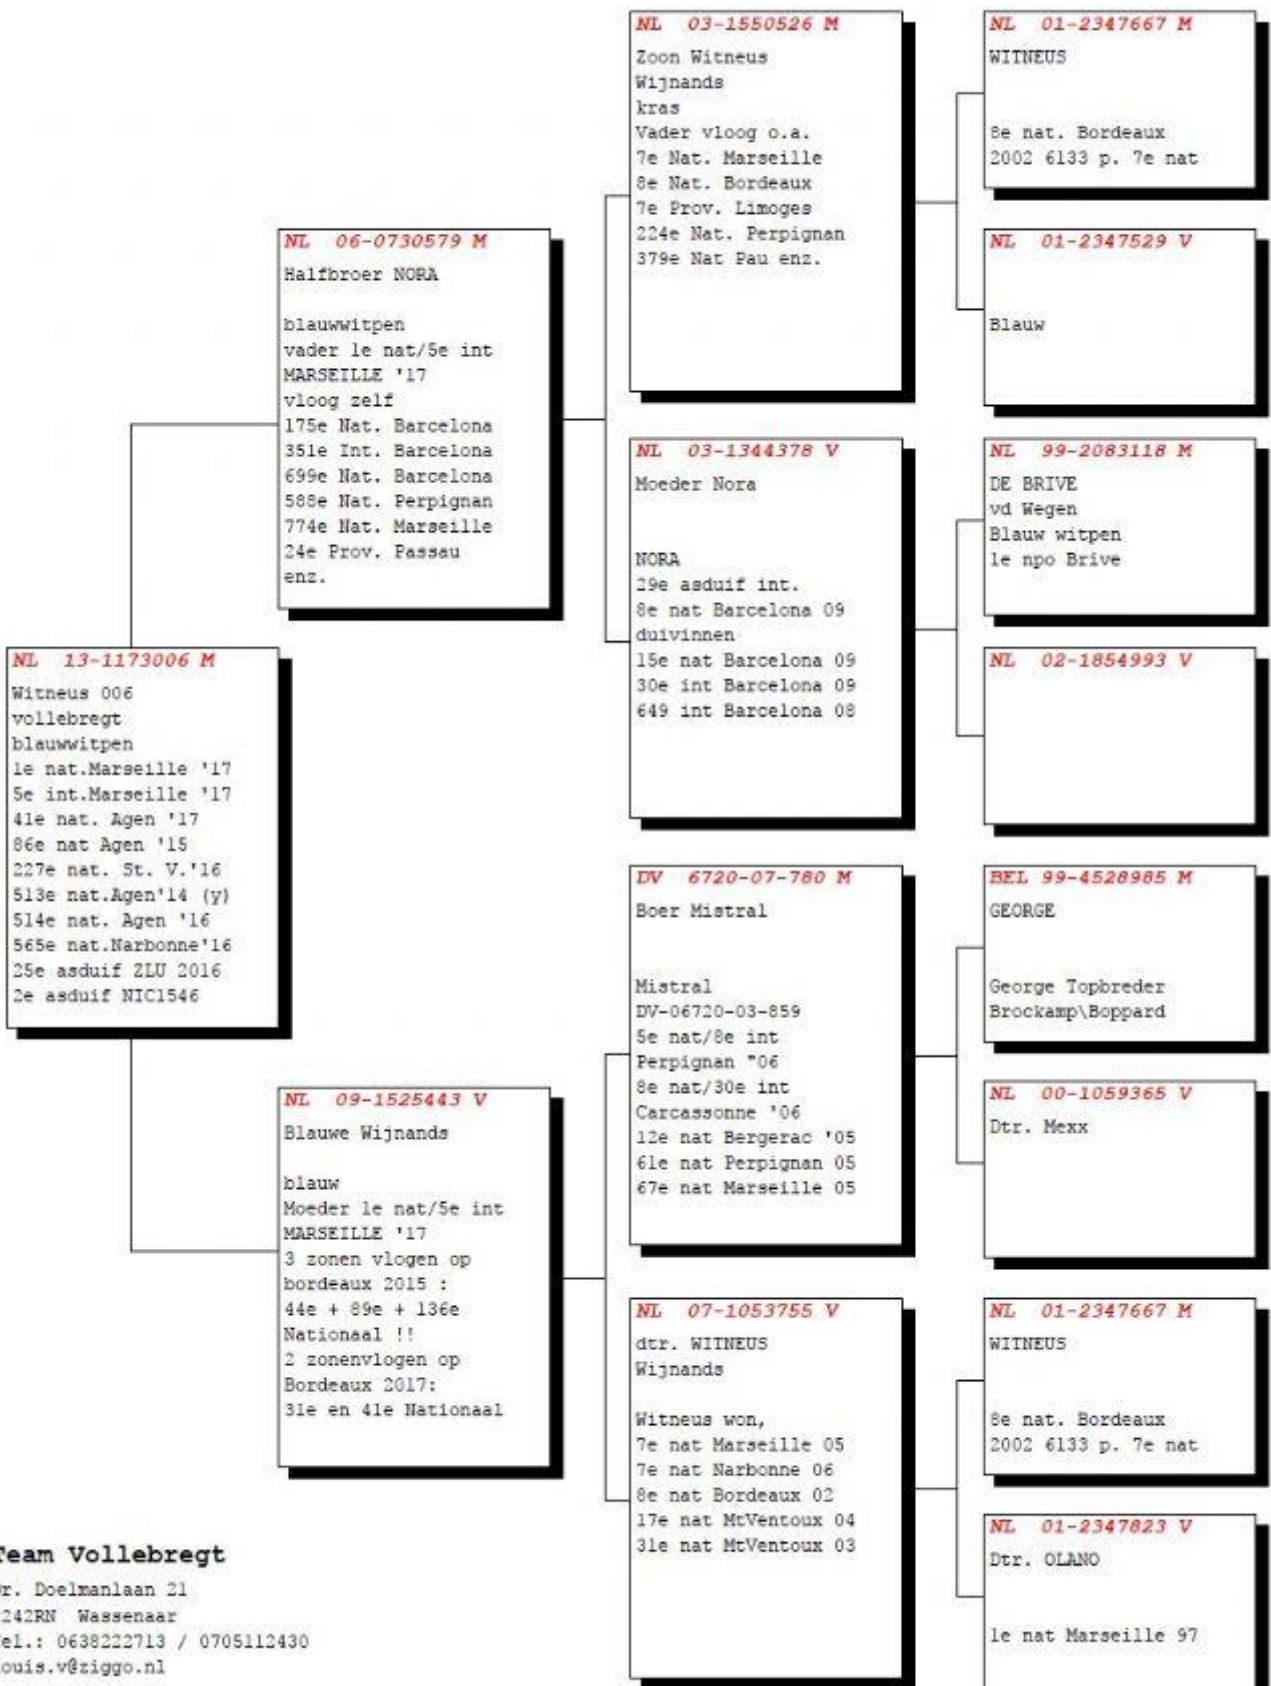 NL 13-1173006 M
Witneus 006
vollebregt
blauwwitpen
1e nat.Marseille '17
5e int.Marseille '17
41e nat. Agen '17
86e nat Agen '15
227e nat. St. V.'16
513e nat.Agen'14 (y)
514e nat. Agen '16
565e nat.Narbonne'16
25e asduif ZLU 2016
2e asduif NIC1546
NL 06-0730579 M
Halfbroer NORA
blauwwitpen
vader 1e nat/5e int
MARSEILLE '17
vloog zelf
175e Nat. Barcelona
351e Int. Barcelona
699e Nat. Barcelona
588e Nat. Perpignan
774e Nat. Marseille
24e Prov. Passau
enz.
NL 09-1525443 V
Blauwe Wijnands
blauw
Moeder 1e nat/5e int
MARSEILLE '17
3 zonen vlogen op
bordeaux 2015 :
44e + 89e + 136e
Nationaal !!
2 zonenvlogen op
Bordeaux 2017:
31e en 41e Nationaal
NL 03-1550526 M
Zoon Witneus
Wijnands
kras
Vader vloog o.a.
7e Nat. Marseille
8e Nat. Bordeaux
7e Prov. Limoges
224e Nat. Perpignan
379e Nat Pau enz.
NL 03-1344378 V
Moeder Nora
NORA
29e asduif int.
8e nat Barcelona 09
duivinnen
15e nat Barcelona 09
30e int Barcelona 09
649 int Barcelona 08
DV 6720-07-780 M
Boer Mistral
Mistral
DV-06720-03-859
5e nat/8e int
Perpignan "06
8e nat/30e int
Carcassonne '06
12e nat Bergerac '05
61e nat Perpignan 05
67e nat Marseille 05
NL 07-1053755 V
dtr. WITNEUS
Wijnands
Witneus won,
7e nat Marseille 05
7e nat Narbonne 06
8e nat Bordeaux 02
17e nat MtVentoux 04
31e nat MtVentoux 03
NL 01-2347667 M
WITNEUS
8e nat. Bordeaux
2002 6133 p. 7e nat
NL 01-2347529 V
Blauw
NL 99-2083118 M
DE BRIVE
vd Wegen
Blauw witpen
1e npo Brive
NL 02-1854993 V
BEL 99-4528985 M
GEORGE
George Topbreder
Brockamp\Boppard
NL 00-1059365 V
Dtr. Mexx
NL 01-2347667 M
WITNEUS
8e nat. Bordeaux
2002 6133 p. 7e nat
NL 01-2347823 V
Dtr. OLANO
1e nat Marseille 97
Team Vollebregt
Dr. Doelmanlaan 21
242RN Wassenaar
Tel.: 0638222713 / 0705112430
louis.v@ziggo.nl